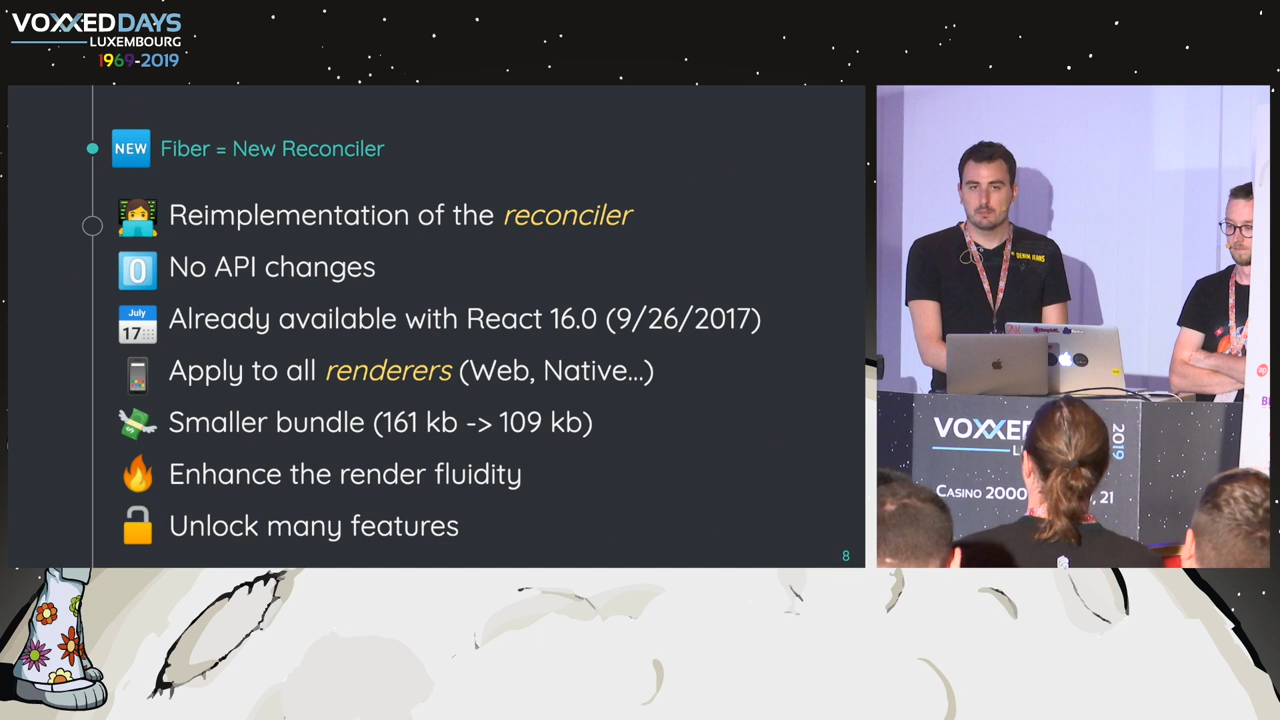 VOXXED DAYS
LUXEMBOURG
1969-2019
NEW Fiber = New Reconciler
Reimplementation of the reconciler
0 No API changes
July
17
Already available with React 16.0 (9/26/2017)
Apply to all renderers (Web, Native...)
Smaller bundle (161 kb -> 109 kb)
Enhance the render fluidity
Unlock many features
8
DENIM JEANS
VOXXED
2019
CASINO 2000
, 21